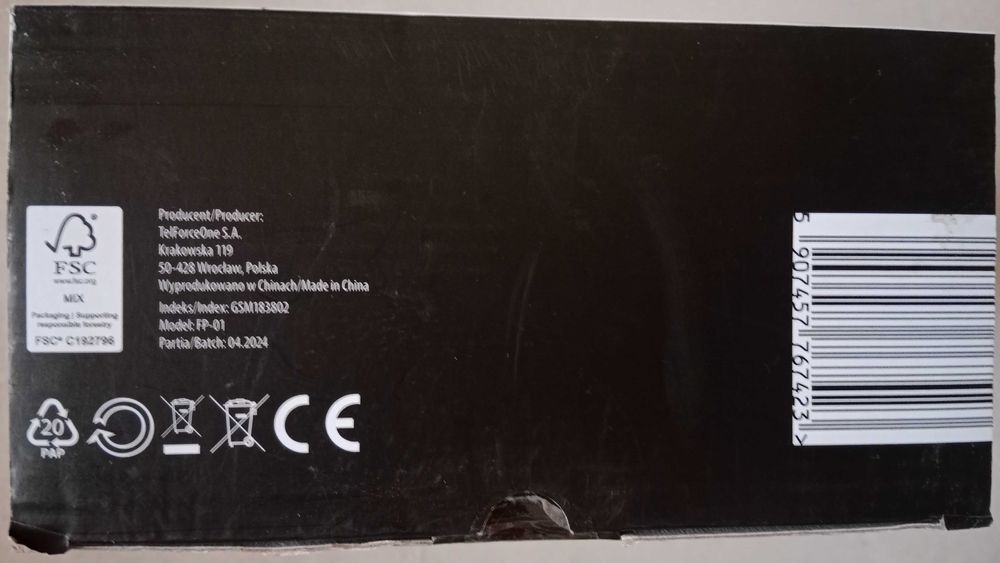 FSC®
www.fsc.org
MIX
Packaging | Supporting
responsible forestry
FSC® C192796
Producent/Producer:
TelForceOne S.A.
Krakowska 119
50-428 Wrocław, Polska
Wyprodukowano w Chinach/Made in China
Indeks/Index: GSM183802
Model: FP-01
Partia/Batch: 04.2024
20
PAP
CE
5 907457 767423 >